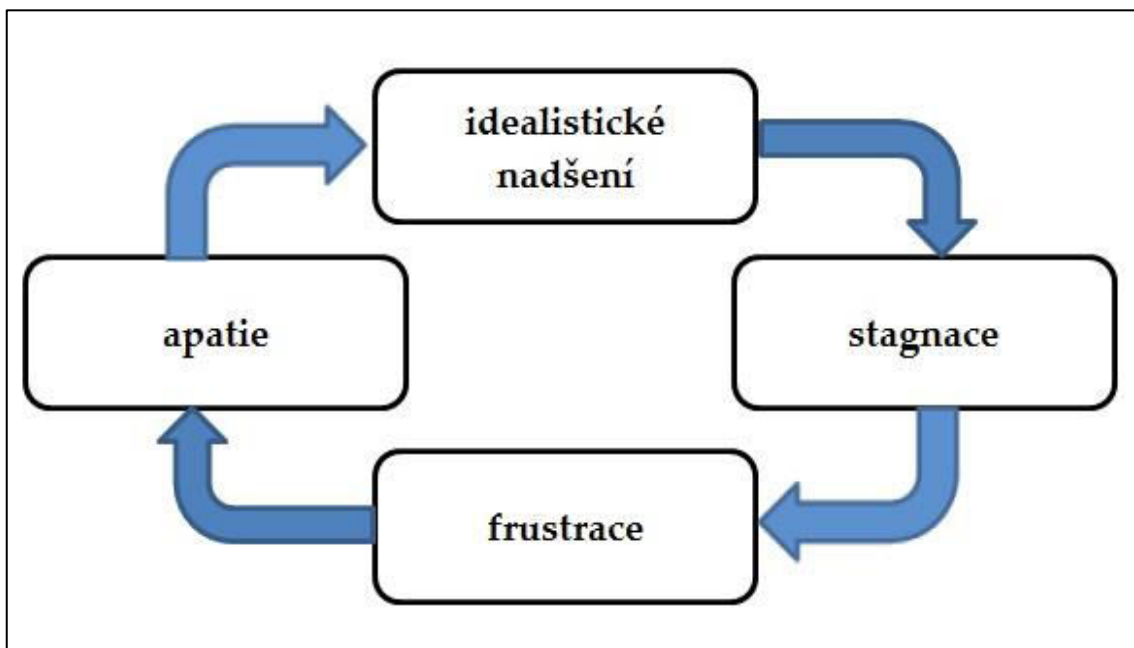 idealistické
nadšení
apatie
stagnace
frustrace